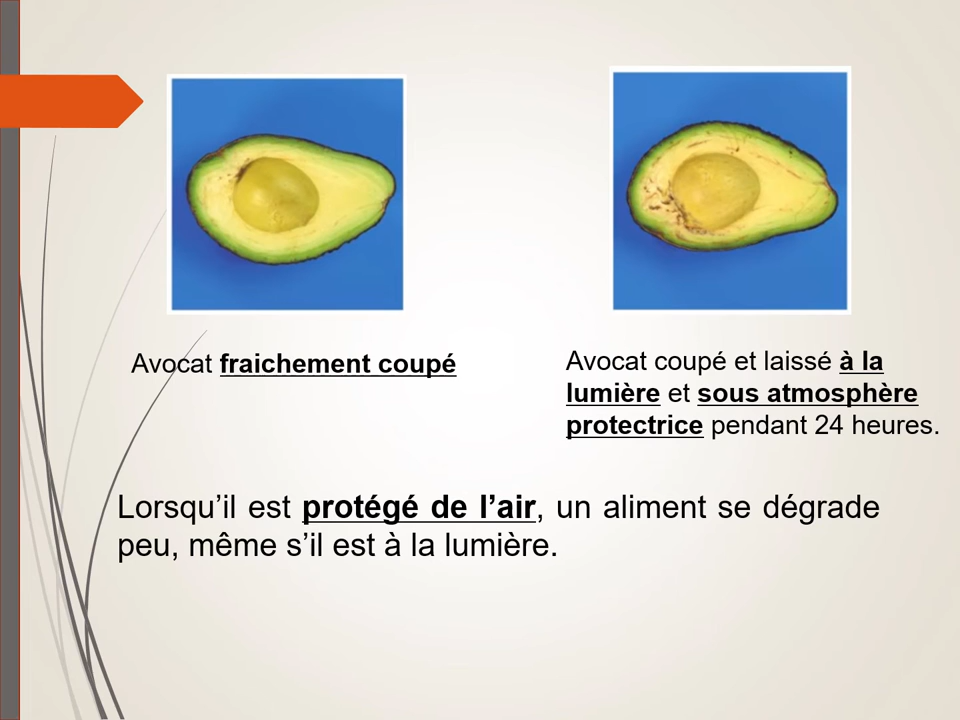 Avocat fraichement coupé
Avocat coupé et laissé à la
lumière et sous atmosphère
protectrice pendant 24 heures.
Lorsqu’il est protégé de l’air, un aliment se dégrade
peu, même s’il est à la lumière.